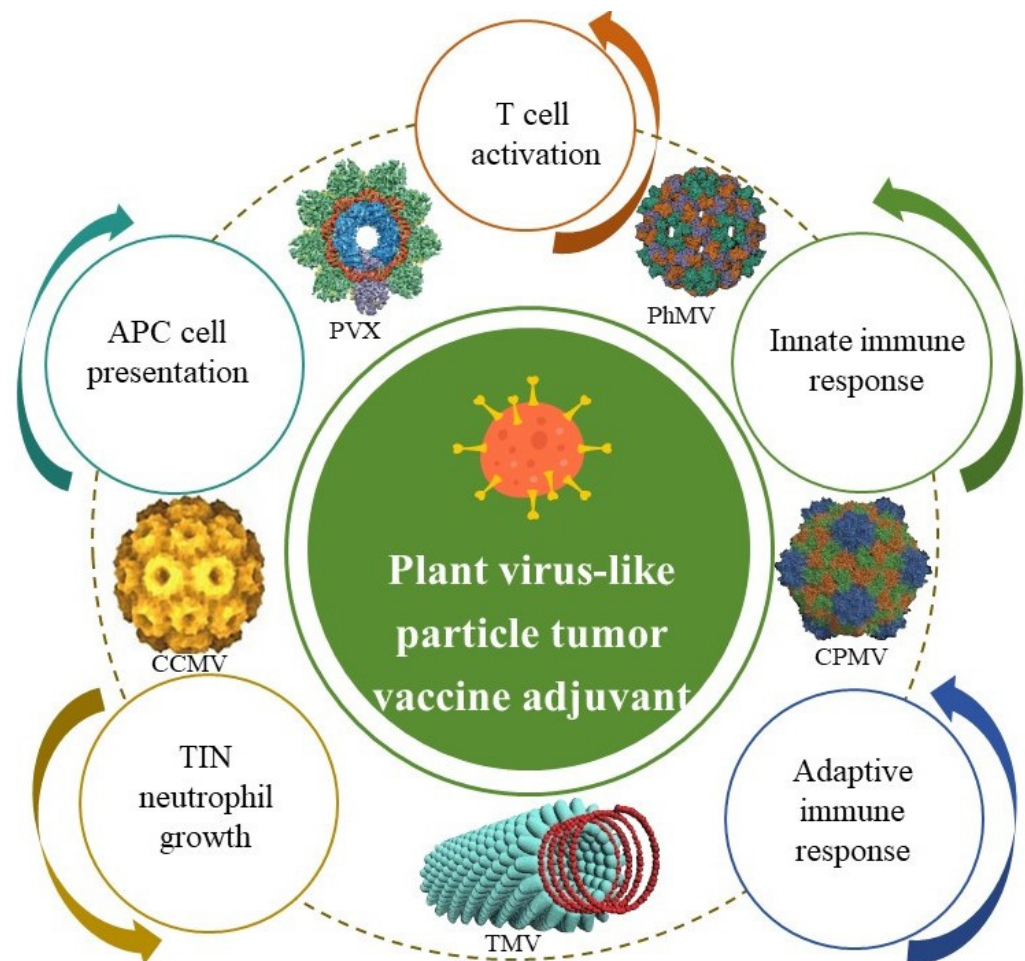 T cell
activation
PVX
PhMV
APC cell
presentation
Innate immune
response
Plant virus-like
particle tumor
vaccine adjuvant
CCMV
CPMV
TIN
neutrophil
growth
Adaptive
immune
response
TMV